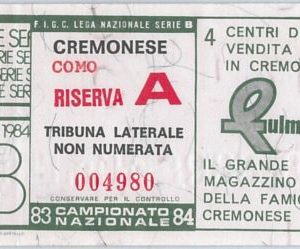 F.I.G.C. LEGA NAZIONALE SERIE B
CREMONESE
COMO
RISERVA A
TRIBUNA LATERALE
NON NUMERATA
004980
CONSERVARE PER IL CONTROLLO
83 CAMPIONATO NAZIONALE 84
1984
B
4 CENTRI D
VENDITA
IN CREMO
Qulm
IL GRANDE
MAGAZZINO
DELLA FAMIG
CREMONESE